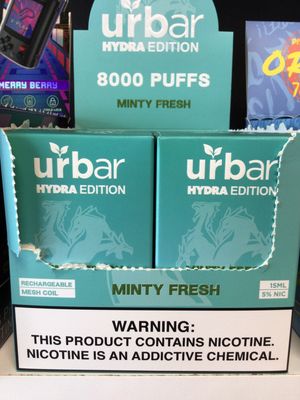 urbar
HYDRA EDITION
8000 PUFFS
MINTY FRESH
MERRY BERRY
urbar
HYDRA EDITION
urbar
HYDRA EDITION
RECHARGEABLE
MESH COIL
MINTY FRESH
15ML
5% NIC
WARNING:
THIS PRODUCT CONTAINS NICOTINE.
NICOTINE IS AN ADDICTIVE CHEMICAL.